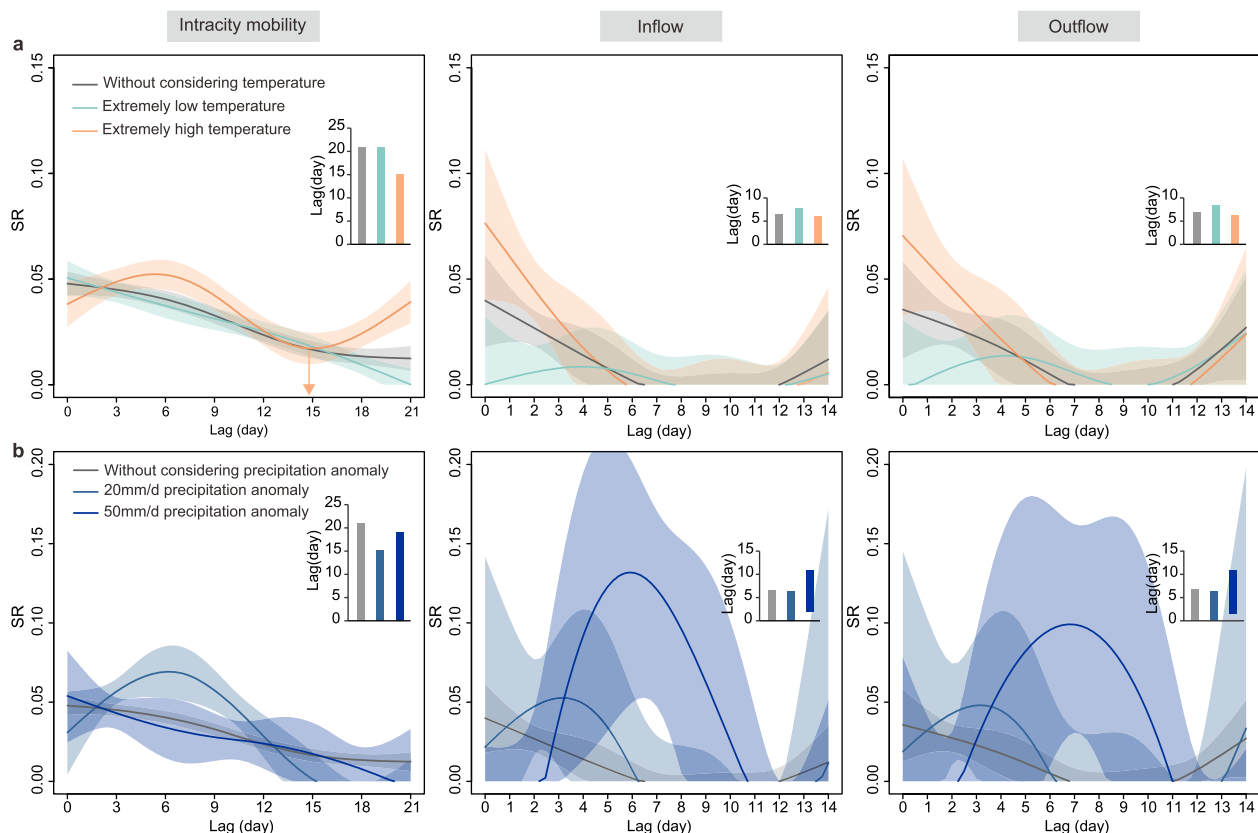 Intracity mobility
Inflow
Outflow
a
Without considering temperature
Extremely low temperature
Extremely high temperature
SR
0.15
0.10
0.05
0.00
0 3 6 9 12 15 18 21
Lag (day)
Lag(day)
25
20
15
10
5
0
SR
0.15
0.10
0.05
0.00
0 1 2 3 4 5 6 7 8 9 10 11 12 13 14
Lag (day)
Lag(day)
10
5
0
SR
0.15
0.10
0.05
0.00
0 1 2 3 4 5 6 7 8 9 10 11 12 13 14
Lag (day)
Lag(day)
10
5
0
b
Without considering precipitation anomaly
20mm/d precipitation anomaly
50mm/d precipitation anomaly
SR
0.20
0.15
0.10
0.05
0.00
0 3 6 9 12 15 18 21
Lag (day)
Lag(day)
25
20
15
10
5
0
SR
0.20
0.15
0.10
0.05
0.00
0 1 2 3 4 5 6 7 8 9 10 11 12 13 14
Lag (day)
Lag(day)
15
10
5
0
SR
0.20
0.15
0.10
0.05
0.00
0 1 2 3 4 5 6 7 8 9 10 11 12 13 14
Lag (day)
Lag(day)
15
10
5
0